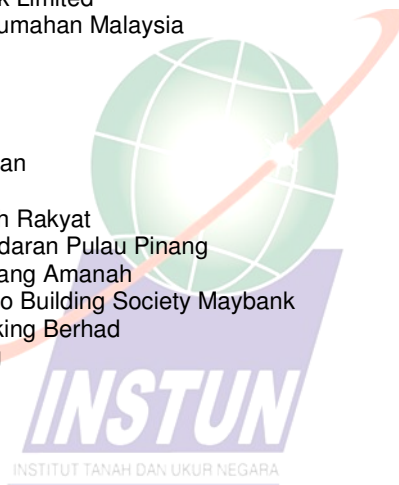 k Limited
umahan Malaysia
an
n Rakyat
daran Pulau Pinang
ang Amanah
o Building Society Maybank
king Berhad
INSTUN
INSTITUT TANAH DAN UKUR NEGARA